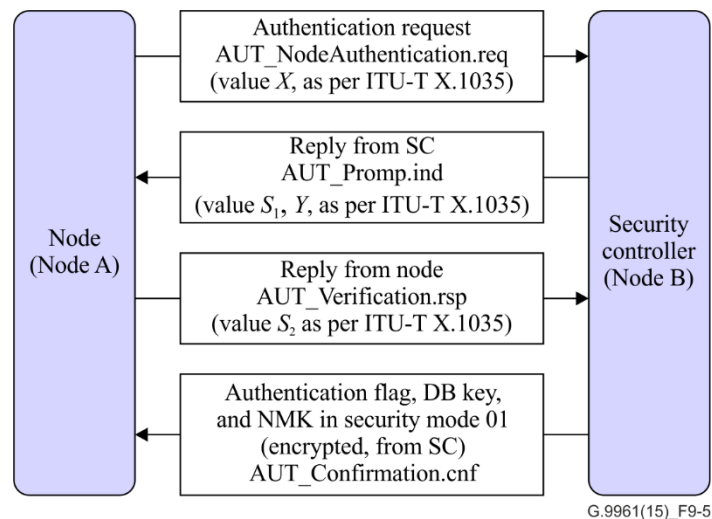 Authentication request
AUT_NodeAuthentication.req
(value X, as per ITU-T X.1035)
Reply from SC
AUT_Promp.ind
(value S₁, Y, as per ITU-T X.1035)
Node
(Node A)
Security
controller
(Node B)
Reply from node
AUT_Verification.rsp
(value S₂ as per ITU-T X.1035)
Authentication flag, DB key,
and NMK in security mode 01
(encrypted, from SC)
AUT_Confirmation.cnf
G.9961(15)_F9-5